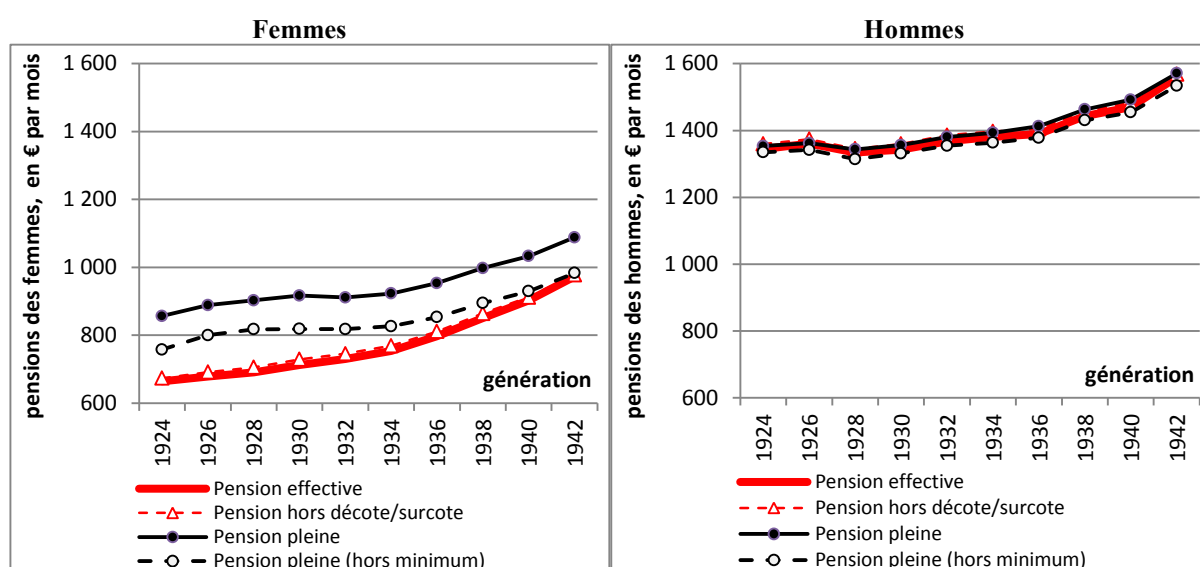 Femmes
pensions des femmes, en € par mois
1 600
1 400
1 200
1 000
800
600
génération
1924
1926
1928
1930
1932
1934
1936
1938
1940
1942
Pension effective
Pension hors décote/surcote
Pension pleine
Pension pleine (hors minimum)
Hommes
pensions des hommes, en € par mois
1 600
1 400
1 200
1 000
800
600
génération
1924
1926
1928
1930
1932
1934
1936
1938
1940
1942
Pension effective
Pension hors décote/surcote
Pension pleine
Pension pleine (hors minimum)